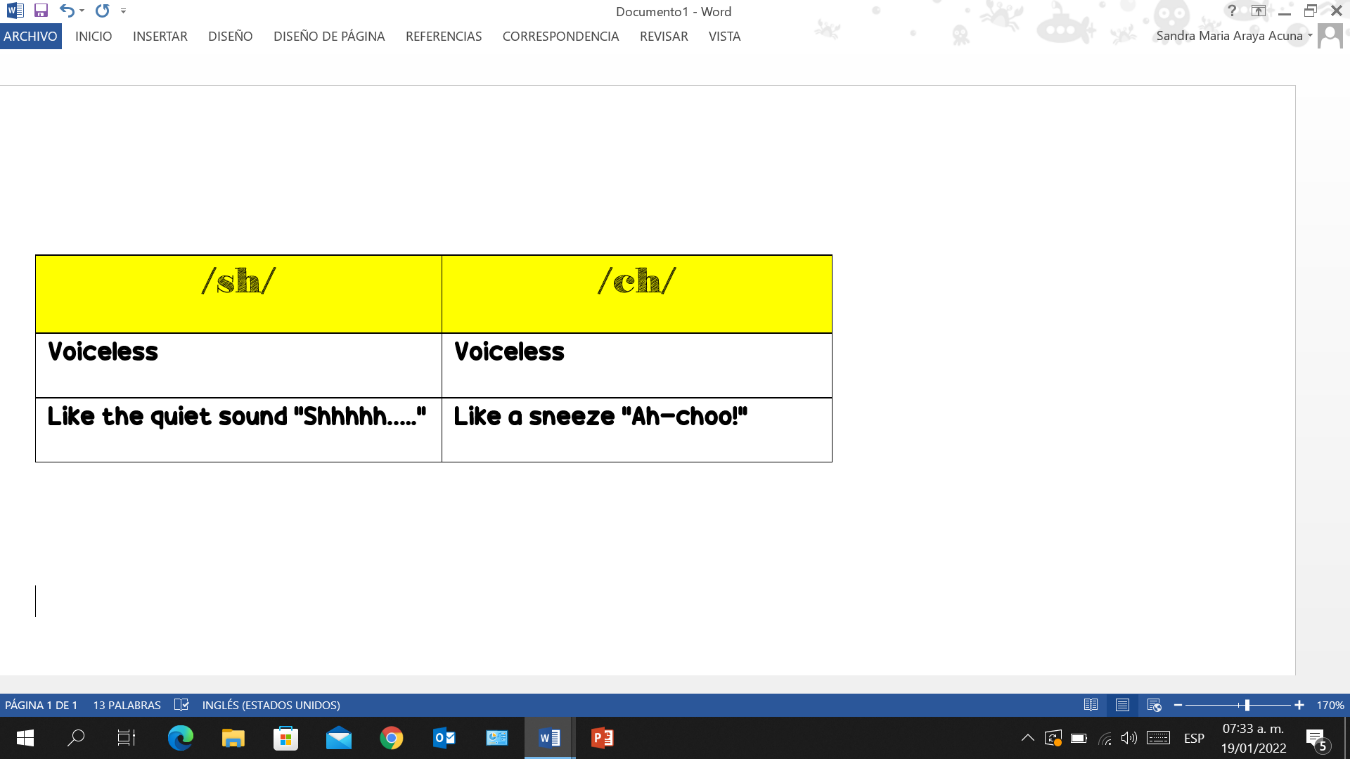 Documento1 - Word
ARCHIVO INICIO INSERTAR DISEÑO DISEÑO DE PÁGINA REFERENCIAS CORRESPONDENCIA REVISAR VISTA Sandra Maria Araya Acuna
/sh/ /ch/
Voiceless Voiceless
Like the quiet sound "Shhhhh....." Like a sneeze "Ah-choo!"
PÁGINA 1 DE 1 13 PALABRAS INGLÉS (ESTADOS UNIDOS) 170%
ESP 07:33 a. m.
19/01/2022 5